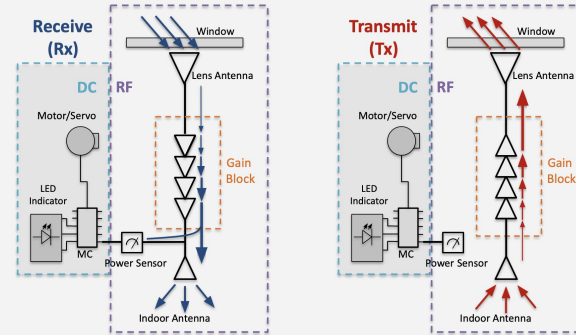 Receive
(Rx)
Window
Lens Antenna
DC
RF
Motor/Servo
Gain
Block
LED
Indicator
MC
Power Sensor
Indoor Antenna
Transmit
(Tx)
Window
Lens Antenna
DC
RF
Motor/Servo
Gain
Block
LED
Indicator
MC
Power Sensor
Indoor Antenna